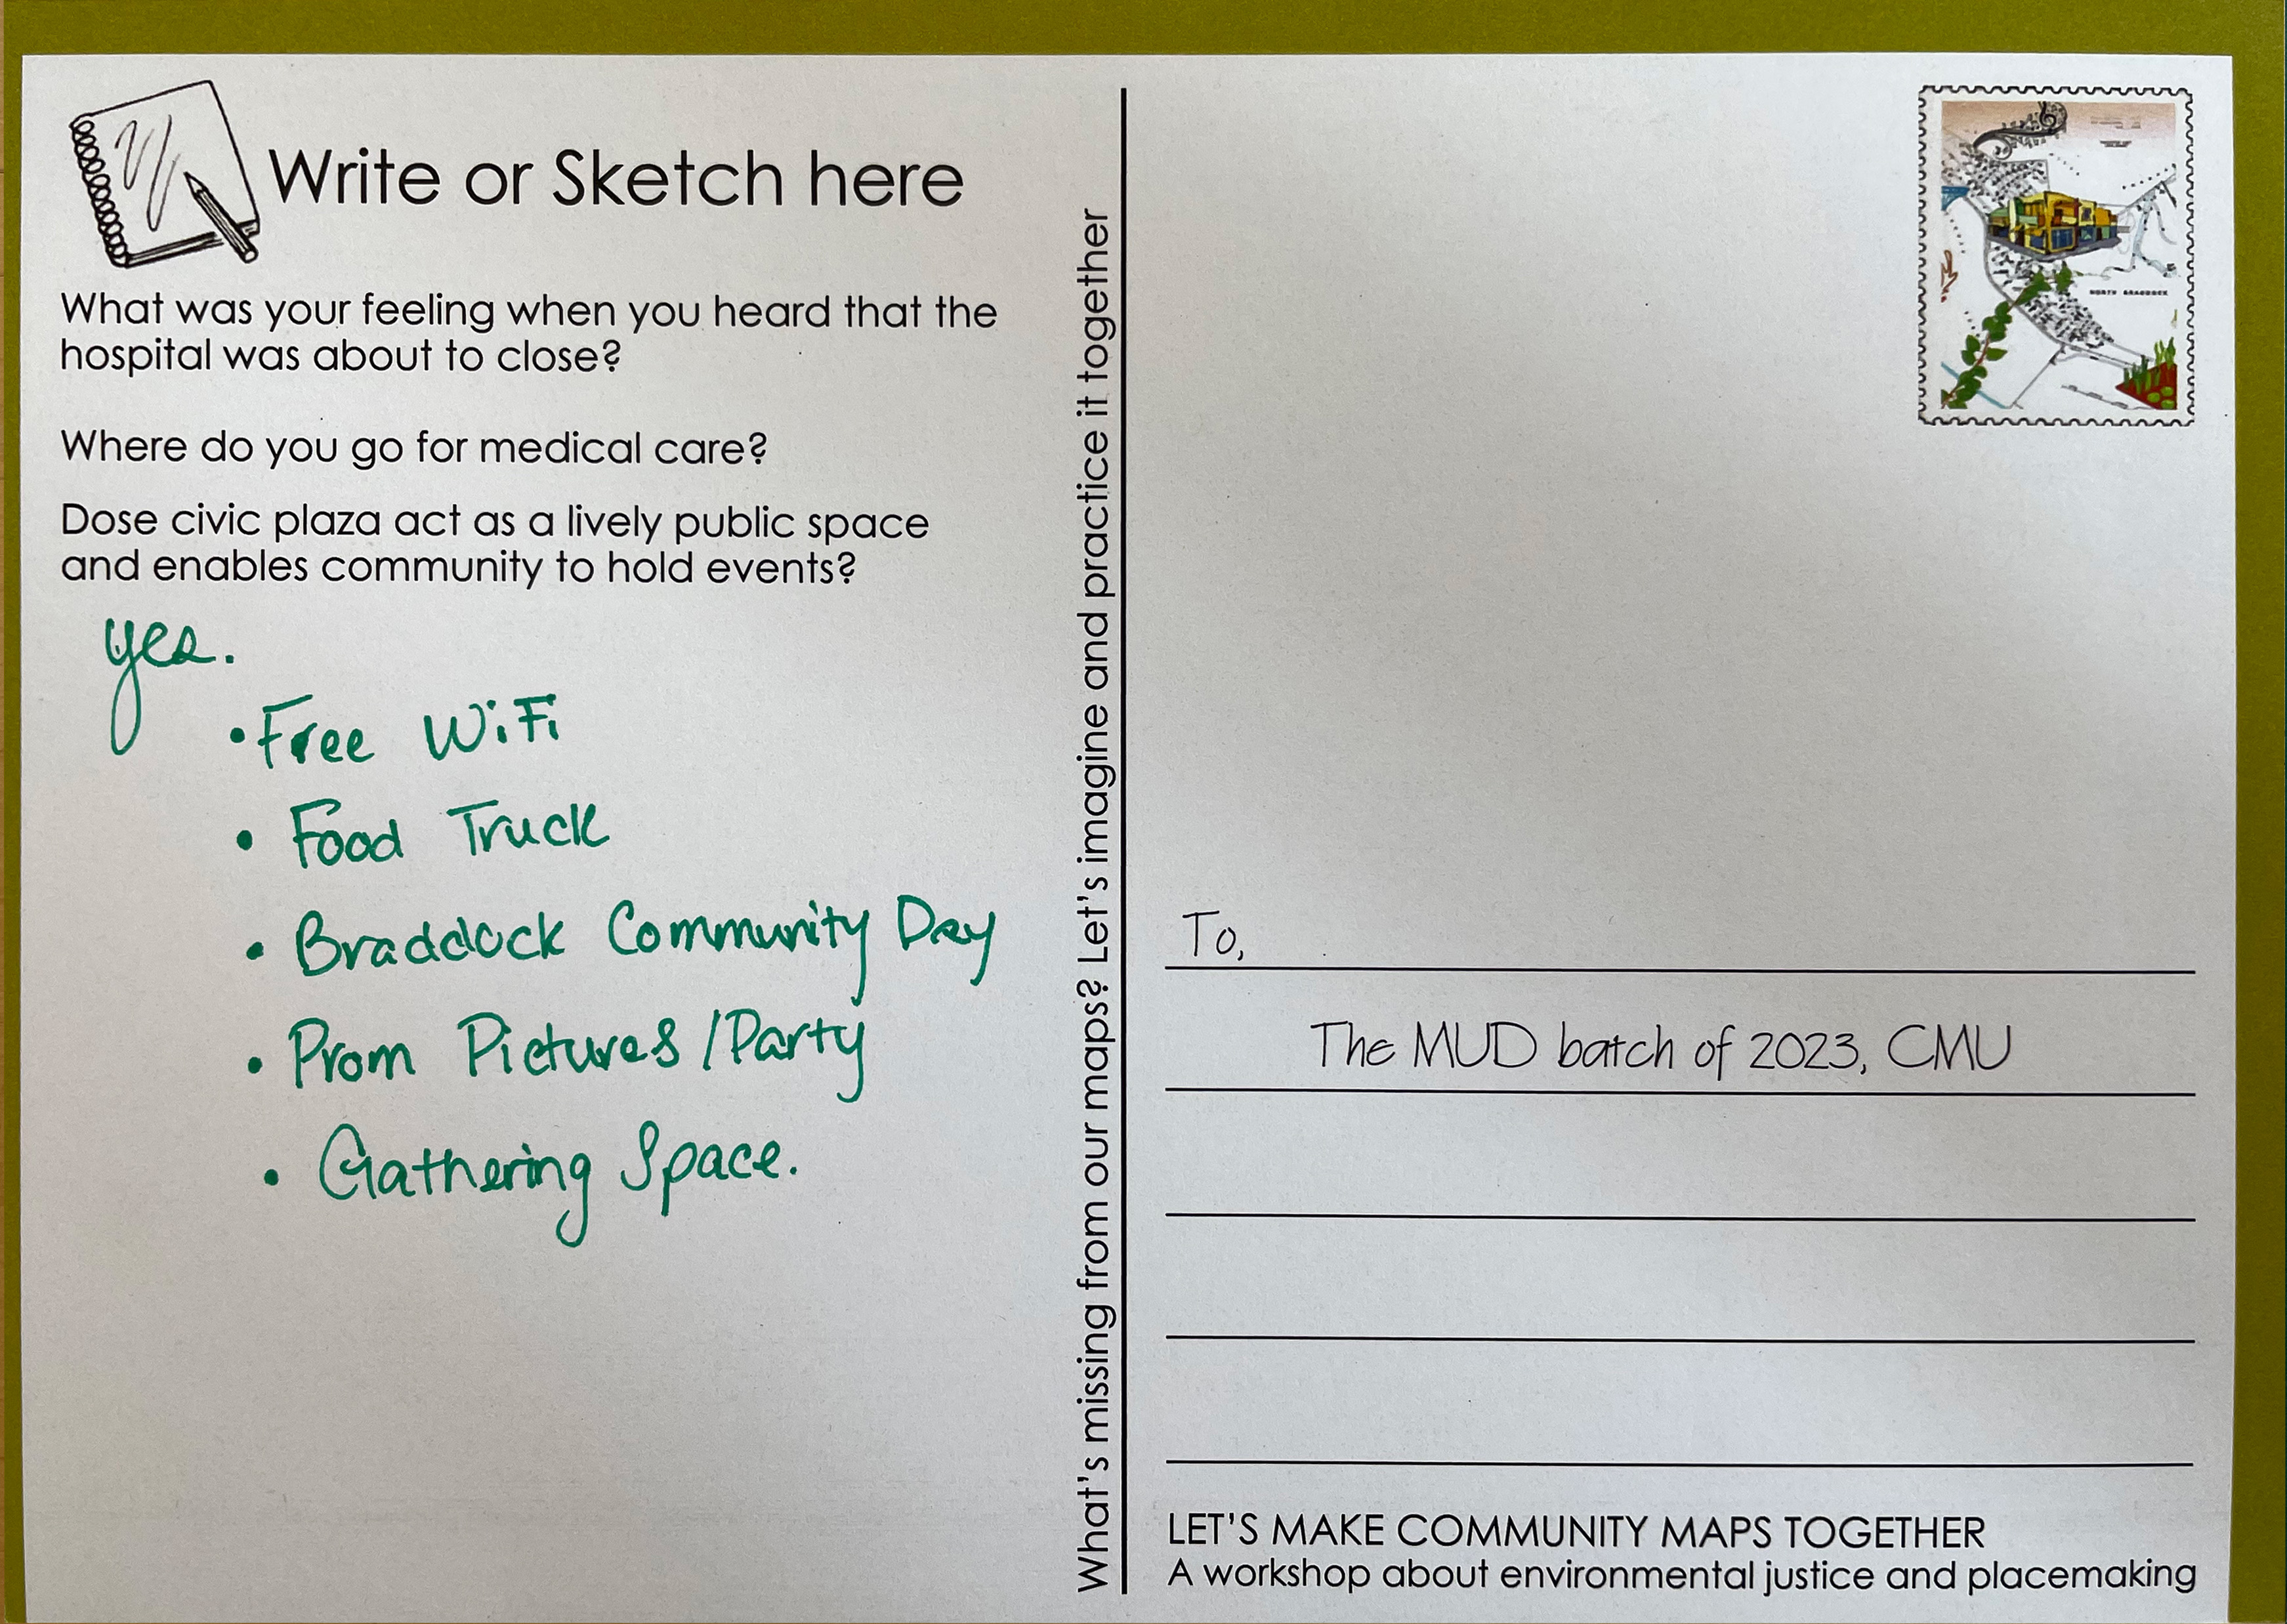 Write or Sketch here
What was your feeling when you heard that the
hospital was about to close?
Where do you go for medical care?
Dose civic plaza act as a lively public space
and enables community to hold events?
yes.
• Free WiFi
• Food Truck
• Braddock Community Day
• Prom Pictures / Party
• Gathering Space.
What's missing from our maps? Let's imagine and practice it together
NORTH BRADDOCK
To,
The MUD batch of 2023, CMU
LET'S MAKE COMMUNITY MAPS TOGETHER
A workshop about environmental justice and placemaking